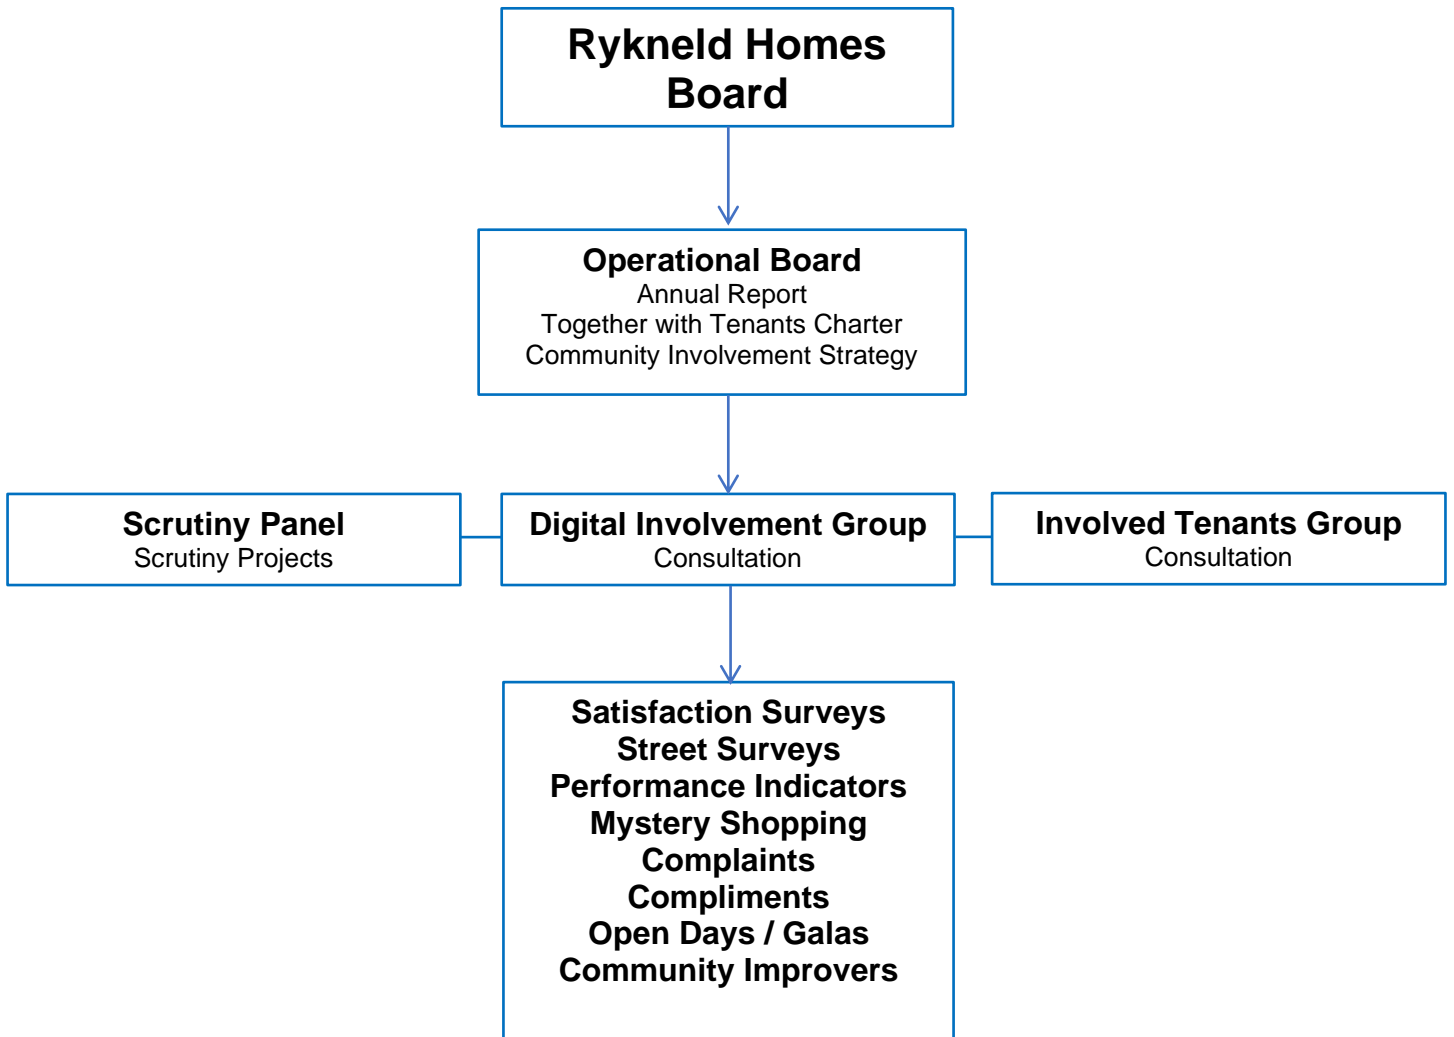 Rykneld Homes
Board
Operational Board
Annual Report
Together with Tenants Charter
Community Involvement Strategy
Scrutiny Panel
Scrutiny Projects
Digital Involvement Group
Consultation
Involved Tenants Group
Consultation
Satisfaction Surveys
Street Surveys
Performance Indicators
Mystery Shopping
Complaints
Compliments
Open Days / Galas
Community Improvers